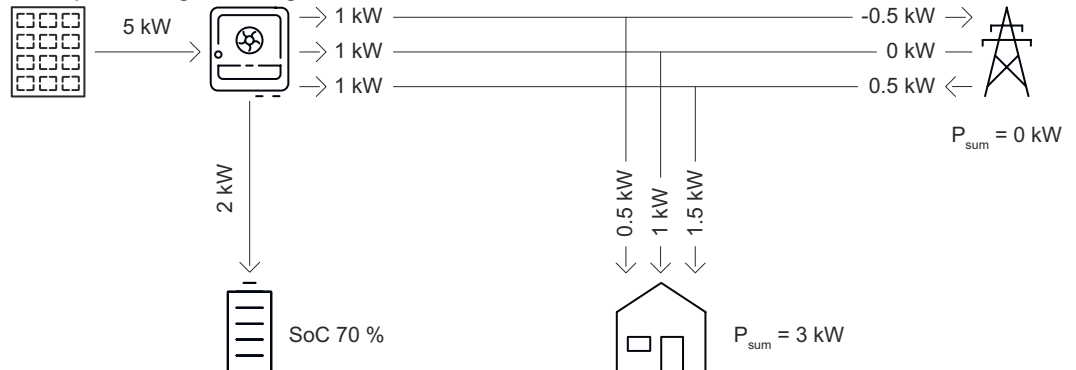 5 kW
1 kW
-0.5 kW
1 kW
0 kW
1 kW
0.5 kW
P_sum = 0 kW
2 kW
0.5 kW
1 kW
1.5 kW
SoC 70 %
P_sum = 3 kW